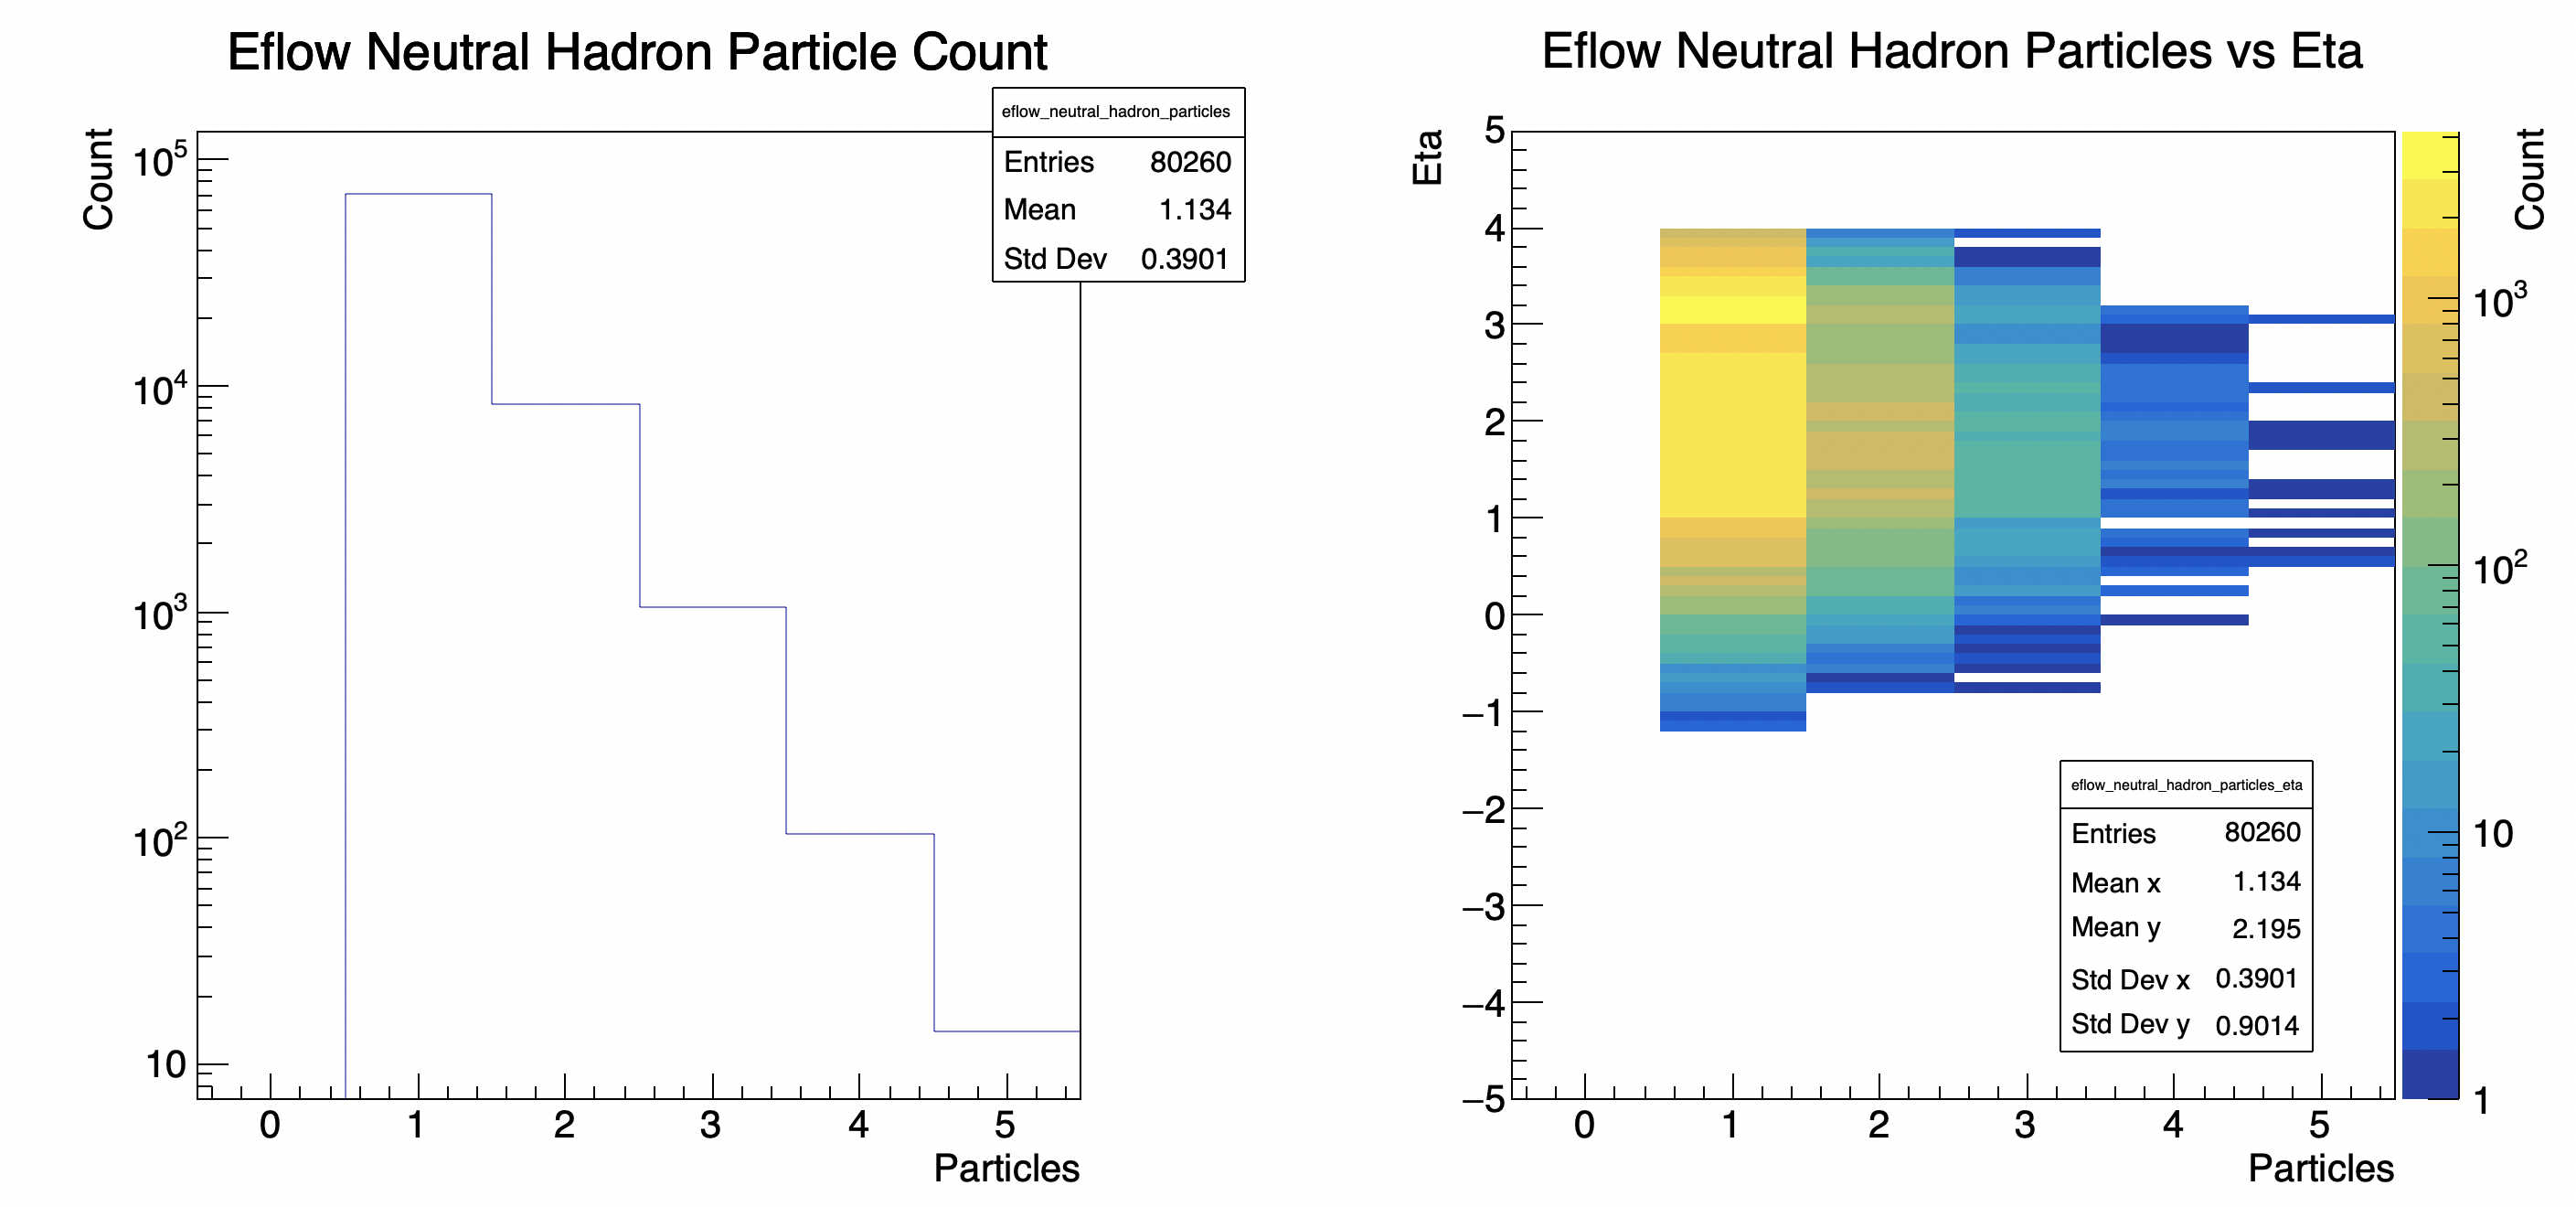 Eflow Neutral Hadron Particle Count
Count
10^5
10^4
10^3
10^2
10
0 1 2 3 4 5
Particles
eflow_neutral_hadron_particles
Entries 80260
Mean 1.134
Std Dev 0.3901
Eflow Neutral Hadron Particles vs Eta
Eta
5
4
3
2
1
0
−1
−2
−3
−4
−5
0 1 2 3 4 5
Particles
eflow_neutral_hadron_particles_eta
Entries 80260
Mean x 1.134
Mean y 2.195
Std Dev x 0.3901
Std Dev y 0.9014
Count
10^3
10^2
10
1